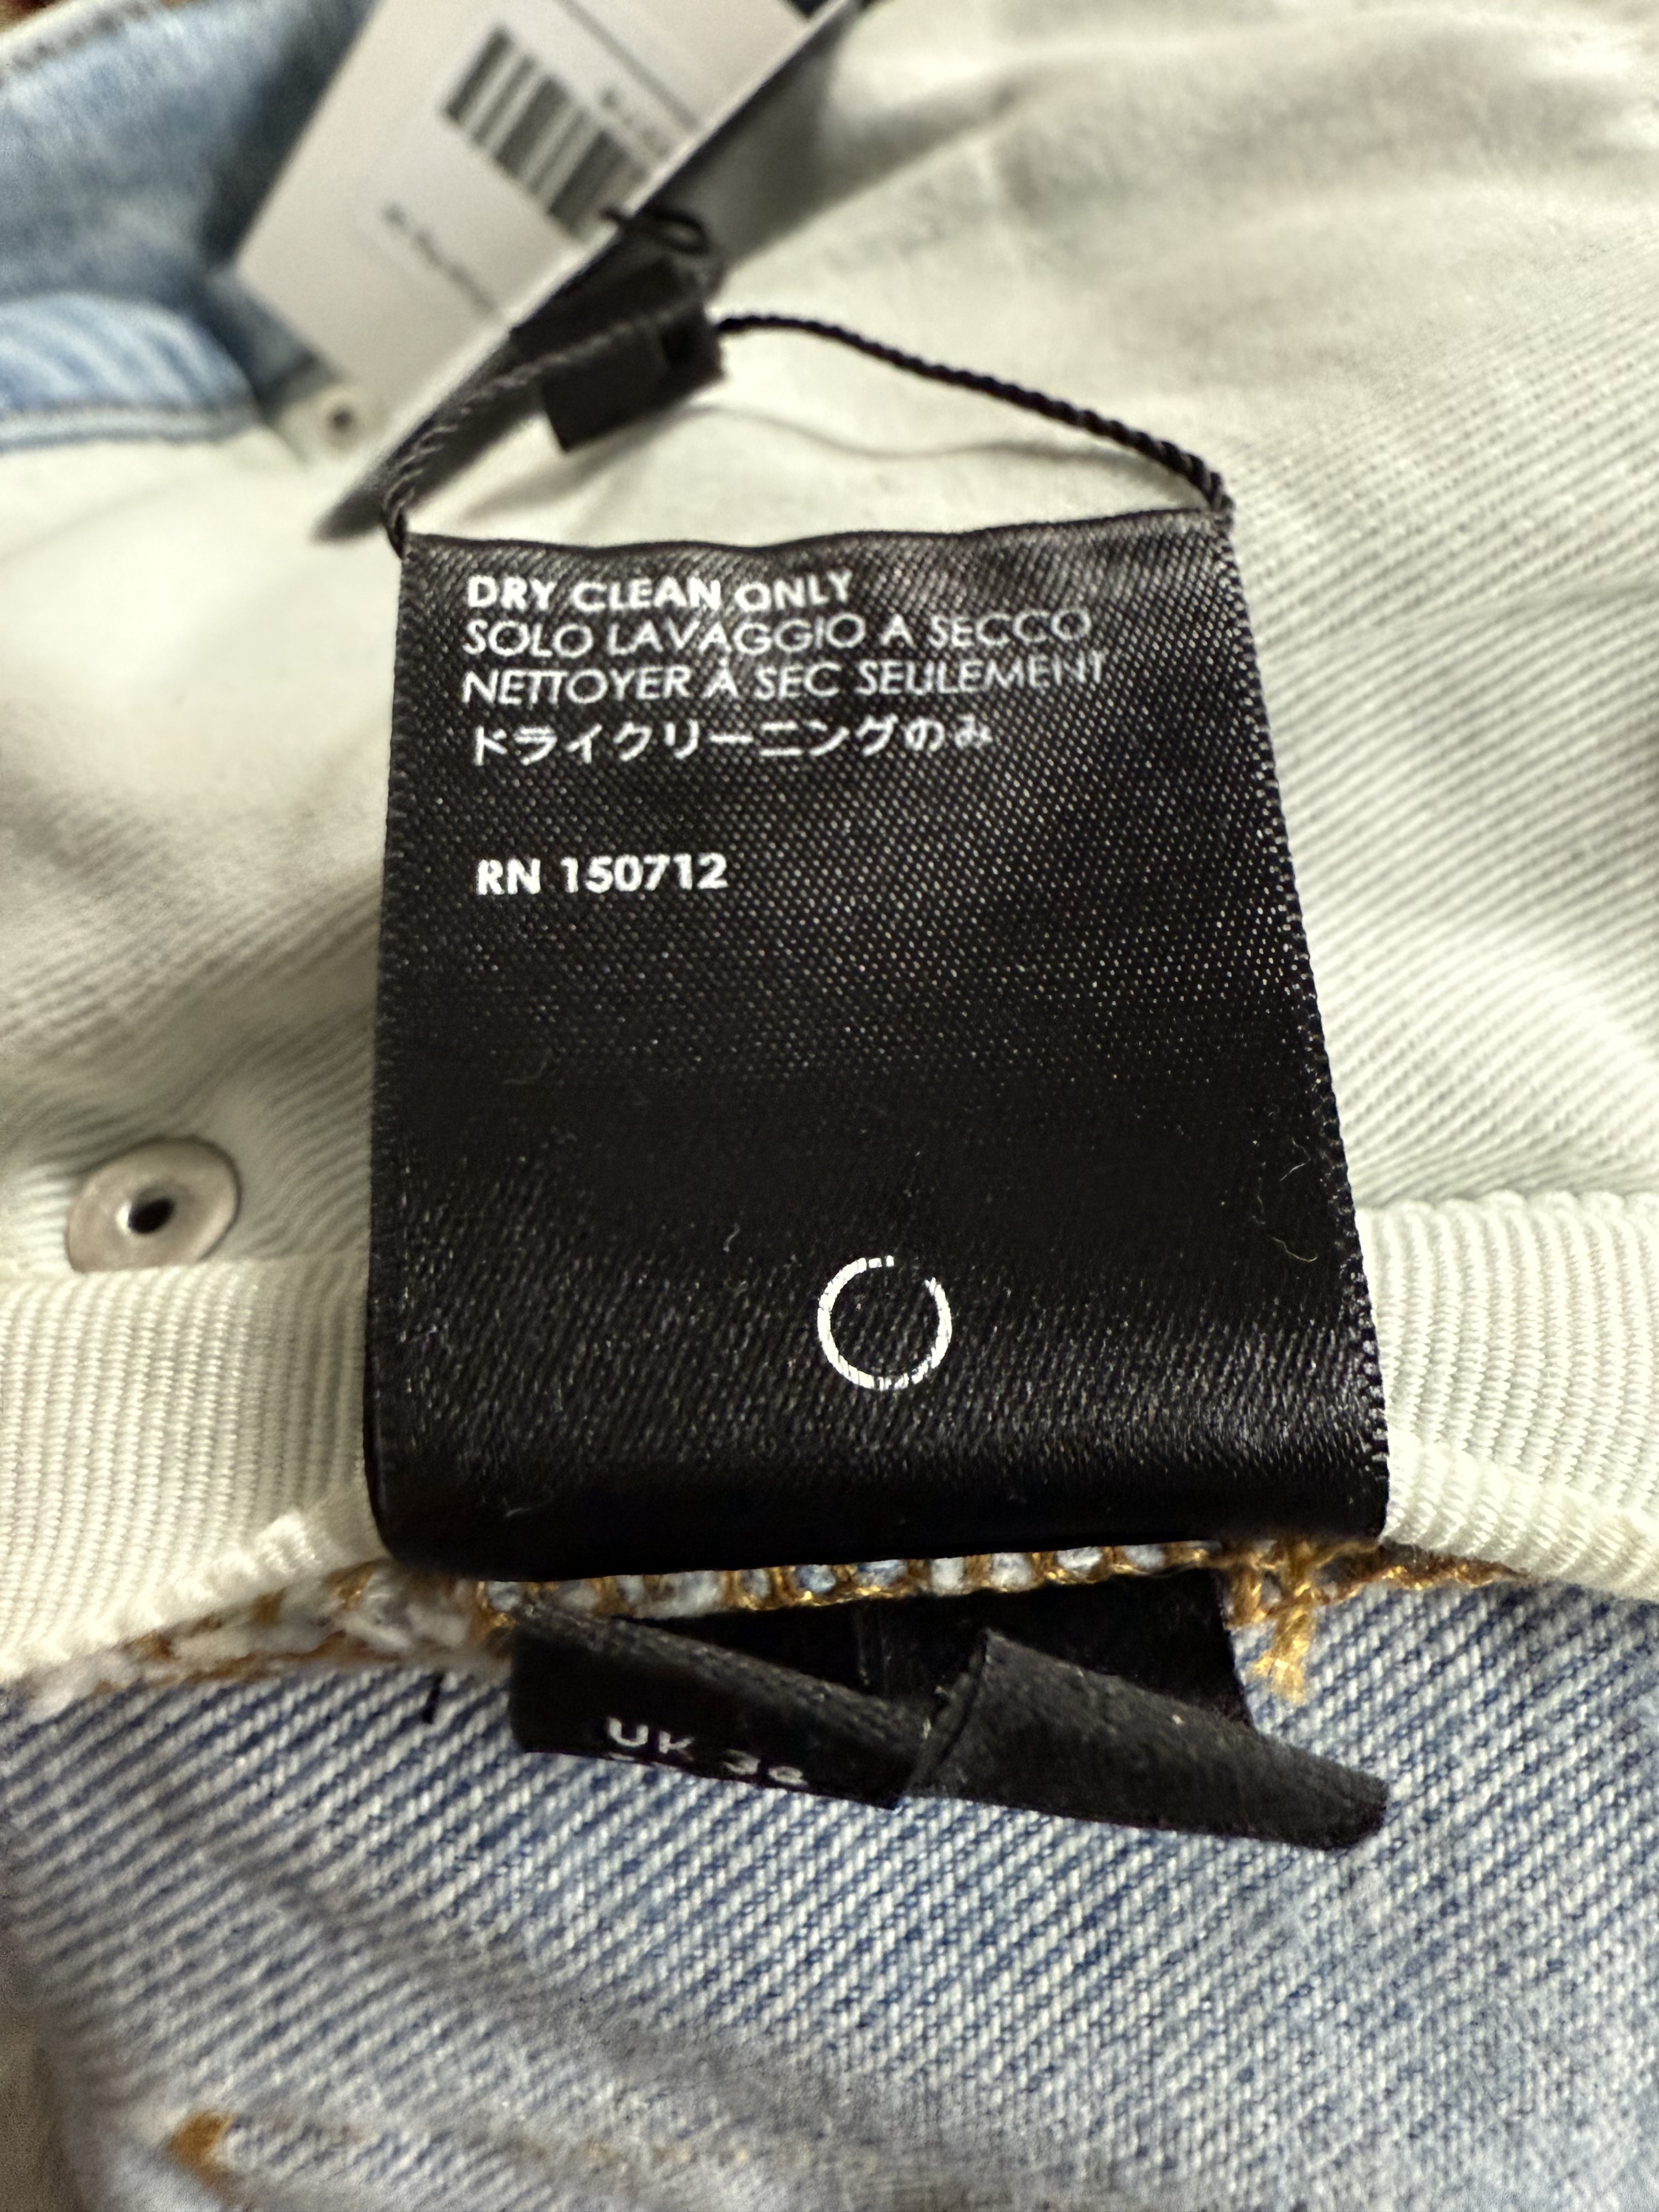 DRY CLEAN ONLY
SOLO LAVAGGIO A SECCO
NETTOYER À SEC SEULEMENT
ドライクリーニングのみ
RN 150712
UK